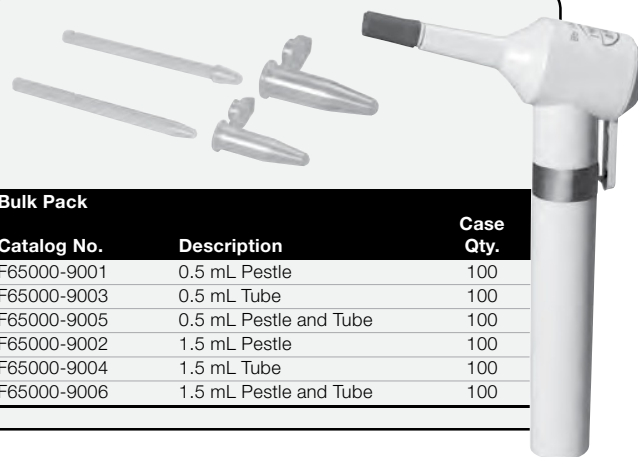 Bulk Pack
Catalog No. Description Case Qty.
F65000-9001 0.5 mL Pestle 100
F65000-9003 0.5 mL Tube 100
F65000-9005 0.5 mL Pestle and Tube 100
F65000-9002 1.5 mL Pestle 100
F65000-9004 1.5 mL Tube 100
F65000-9006 1.5 mL Pestle and Tube 100